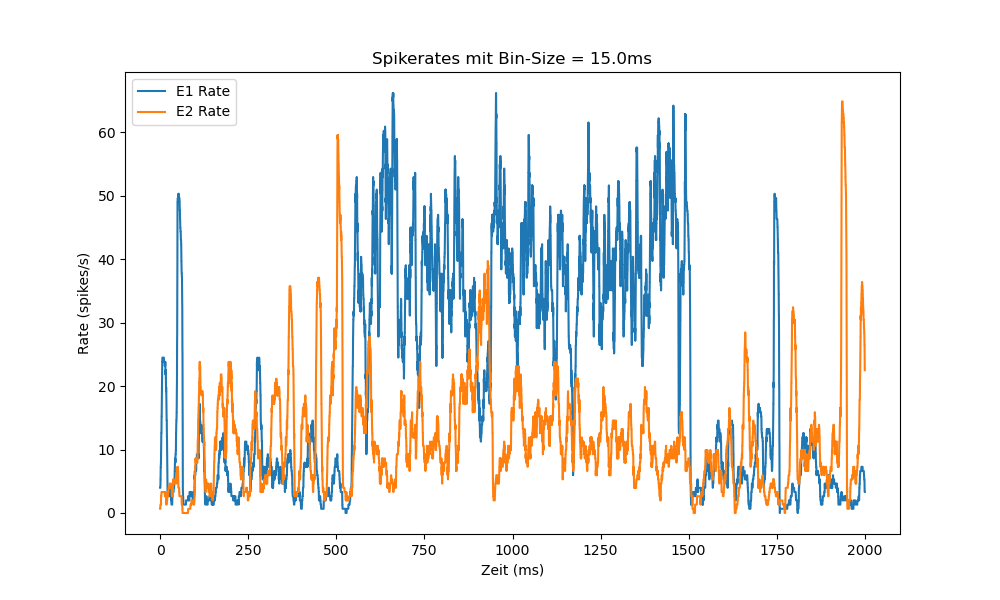 Spikerates mit Bin-Size = 15.0ms
E1 Rate
E2 Rate
Rate (spikes/s)
60
50
40
30
20
10
0
0 250 500 750 1000 1250 1500 1750 2000
Zeit (ms)